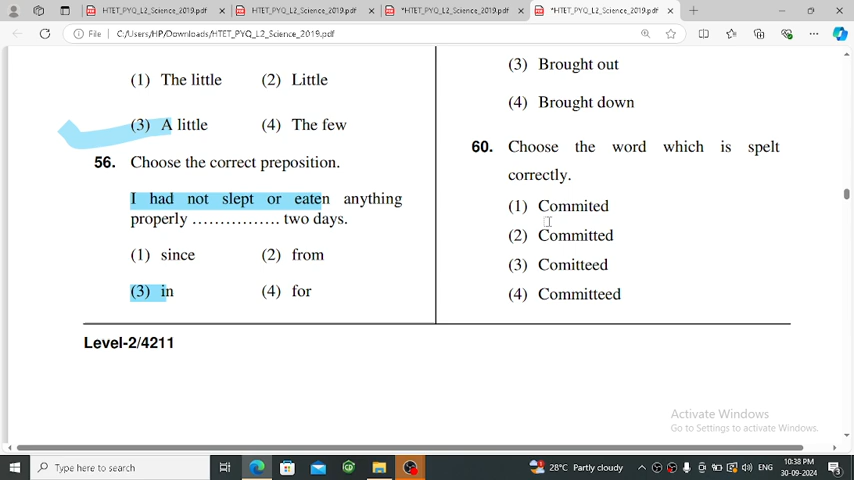 HTET_PYQ_L2_Science_2019.pdf
HTET_PYQ_L2_Science_2019.pdf
*HTET_PYQ_L2_Science_2019.pdf
*HTET_PYQ_L2_Science_2019.pdf
File
C:/Users/HP/Downloads/HTET_PYQ_L2_Science_2019.pdf
(1) The little (2) Little
(3) A little (4) The few
56. Choose the correct preposition.
I had not slept or eaten anything
properly ................ two days.
(1) since (2) from
(3) in (4) for
Level-2/4211
(3) Brought out
(4) Brought down
60. Choose the word which is spelt
correctly.
(1) Commited
(2) Committed
(3) Comitteed
(4) Committeed
Activate Windows
Go to Settings to activate Windows.
Type here to search
28°C Partly cloudy
ENG
10:38 PM
30-09-2024
3